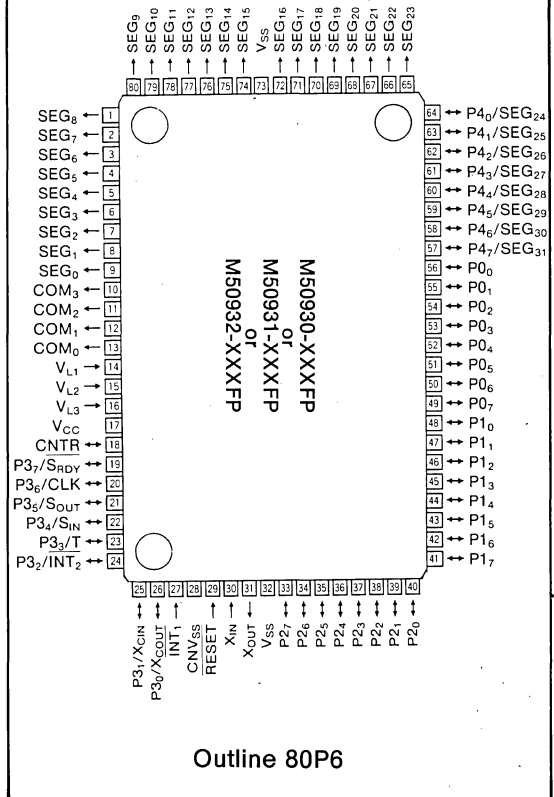 SEG₉
SEG₁₀
SEG₁₁
SEG₁₂
SEG₁₃
SEG₁₄
SEG₁₅
VSS
SEG₁₆
SEG₁₇
SEG₁₈
SEG₁₉
SEG₂₀
SEG₂₁
SEG₂₂
SEG₂₃
80 79 78 77 76 75 74 73 72 71 70 69 68 67 66 65
SEG₈ ← 1
SEG₇ ← 2
SEG₆ ← 3
SEG₅ ← 4
SEG₄ ← 5
SEG₃ ← 6
SEG₂ ← 7
SEG₁ ← 8
SEG₀ ← 9
COM₃ ← 10
COM₂ ← 11
COM₁ ← 12
COM₀ ← 13
VL1 → 14
VL2 → 15
VL3 → 16
VCC 17
CNTR ↔ 18
P3₇/S̅R̅D̅Y̅ ↔ 19
P3₆/CLK ↔ 20
P3₅/SOUT ↔ 21
P3₄/SIN ↔ 22
P3₃/T ↔ 23
P3₂/I̅N̅T̅₂ ↔ 24
M50930-XXXFP
or
M50931-XXXFP
or
M50932-XXXFP
64 ↔ P4₀/SEG₂₄
63 ↔ P4₁/SEG₂₅
62 ↔ P4₂/SEG₂₆
61 ↔ P4₃/SEG₂₇
60 ↔ P4₄/SEG₂₈
59 ↔ P4₅/SEG₂₉
58 ↔ P4₆/SEG₃₀
57 ↔ P4₇/SEG₃₁
56 ↔ P0₀
55 ↔ P0₁
54 ↔ P0₂
53 ↔ P0₃
52 ↔ P0₄
51 ↔ P0₅
50 ↔ P0₆
49 ↔ P0₇
48 ↔ P1₀
47 ↔ P1₁
46 ↔ P1₂
45 ↔ P1₃
44 ↔ P1₄
43 ↔ P1₅
42 ↔ P1₆
41 ↔ P1₇
25 26 27 28 29 30 31 32 33 34 35 36 37 38 39 40
P3₁/XCIN
P3₀/XCOUT
I̅N̅T̅₁
CNVSS
R̅E̅S̅E̅T̅
XIN
XOUT
VSS
P2₇
P2₆
P2₅
P2₄
P2₃
P2₂
P2₁
P2₀
Outline 80P6